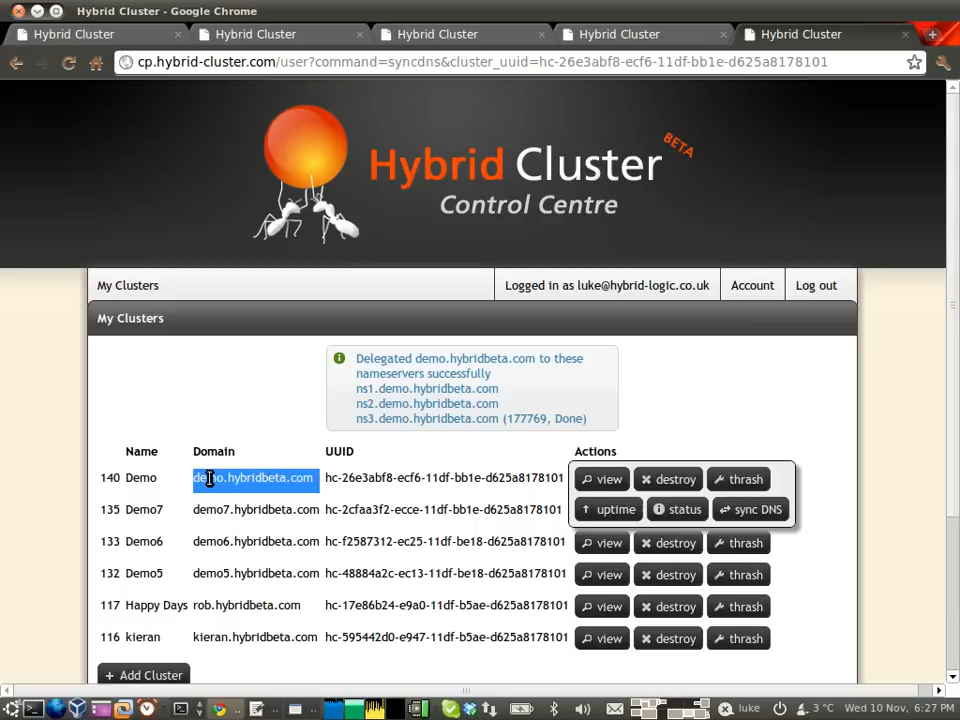 Hybrid Cluster - Google Chrome
Hybrid Cluster
Hybrid Cluster
Hybrid Cluster
Hybrid Cluster
Hybrid Cluster
cp.hybrid-cluster.com/user?command=syncdns&cluster_uuid=hc-26e3abf8-ecf6-11df-bb1e-d625a8178101
Hybrid Cluster BETA
Control Centre
My Clusters Logged in as luke@hybrid-logic.co.uk Account Log out
My Clusters
Delegated demo.hybridbeta.com to these
nameservers successfully
ns1.demo.hybridbeta.com
ns2.demo.hybridbeta.com
ns3.demo.hybridbeta.com (177769, Done)
Name Domain UUID Actions
140 Demo demo.hybridbeta.com hc-26e3abf8-ecf6-11df-bb1e-d625a8178101 view destroy thrash
uptime status sync DNS
135 Demo7 demo7.hybridbeta.com hc-2cfaa3f2-ecce-11df-bb1e-d625a8178101
133 Demo6 demo6.hybridbeta.com hc-f2587312-ec25-11df-be18-d625a8178101 view destroy thrash
132 Demo5 demo5.hybridbeta.com hc-48884a2c-ec13-11df-be18-d625a8178101 view destroy thrash
117 Happy Days rob.hybridbeta.com hc-17e86b24-e9a0-11df-b5ae-d625a8178101 view destroy thrash
116 kieran kieran.hybridbeta.com hc-595442d0-e947-11df-b5ae-d625a8178101 view destroy thrash
+ Add Cluster
luke 3 °C Wed 10 Nov, 6:27 PM